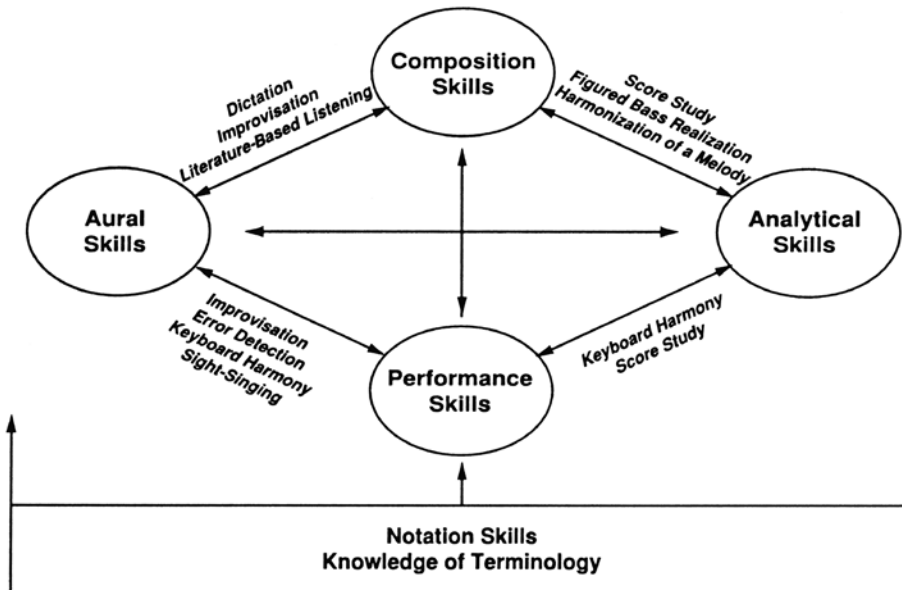 Composition
Skills
Dictation
Improvisation
Literature-Based Listening
Score Study
Figured Bass Realization
Harmonization of a Melody
Aural
Skills
Analytical
Skills
Improvisation
Error Detection
Keyboard Harmony
Sight-Singing
Keyboard Harmony
Score Study
Performance
Skills
Notation Skills
Knowledge of Terminology